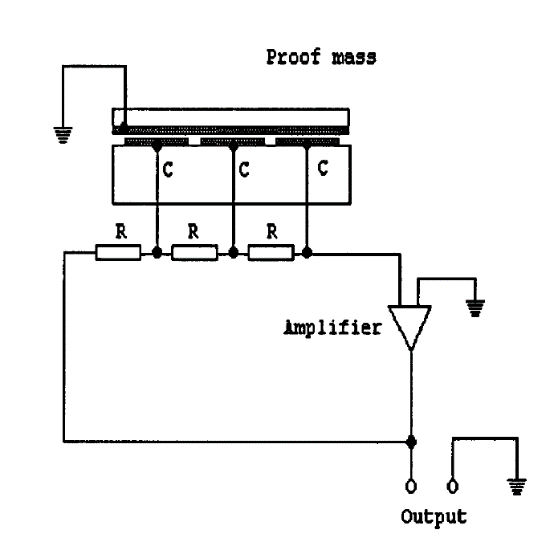 Proof mass
C C C
R R R
Amplifier
Output